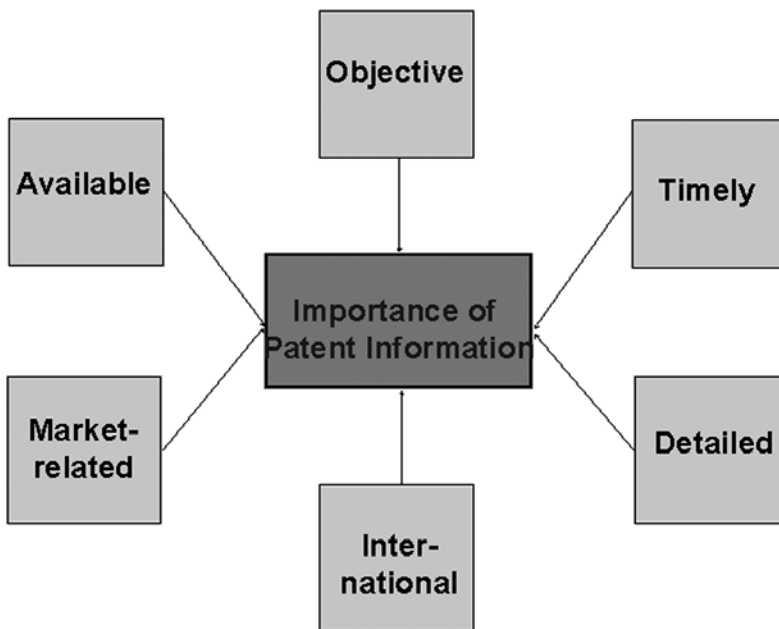 Objective
Available
Timely
Importance of
Patent Information
Market-
related
Detailed
Inter-
national